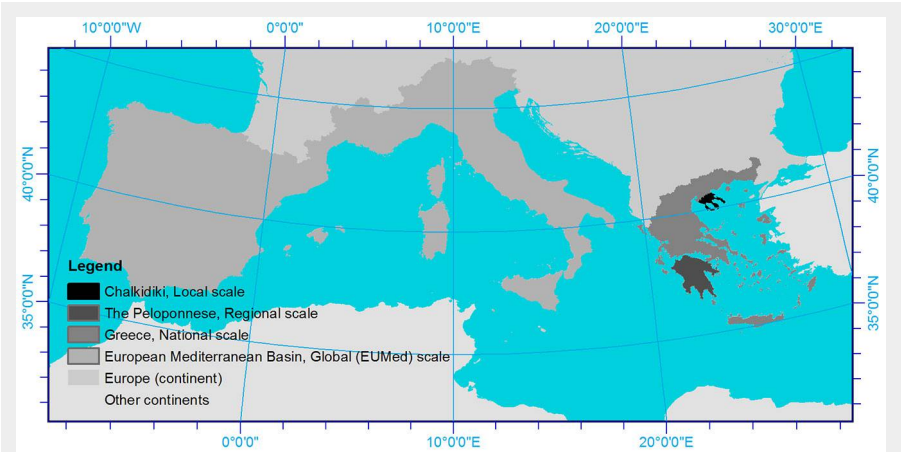 10°0'0"W 0°0'0" 10°0'0"E 20°0'0"E 30°0'0"E
40°0'0"N 40°0'0"N
35°0'0"N 35°0'0"N
Legend
Chalkidiki, Local scale
The Peloponnese, Regional scale
Greece, National scale
European Mediterranean Basin, Global (EUMed) scale
Europe (continent)
Other continents
0°0'0" 10°0'0"E 20°0'0"E